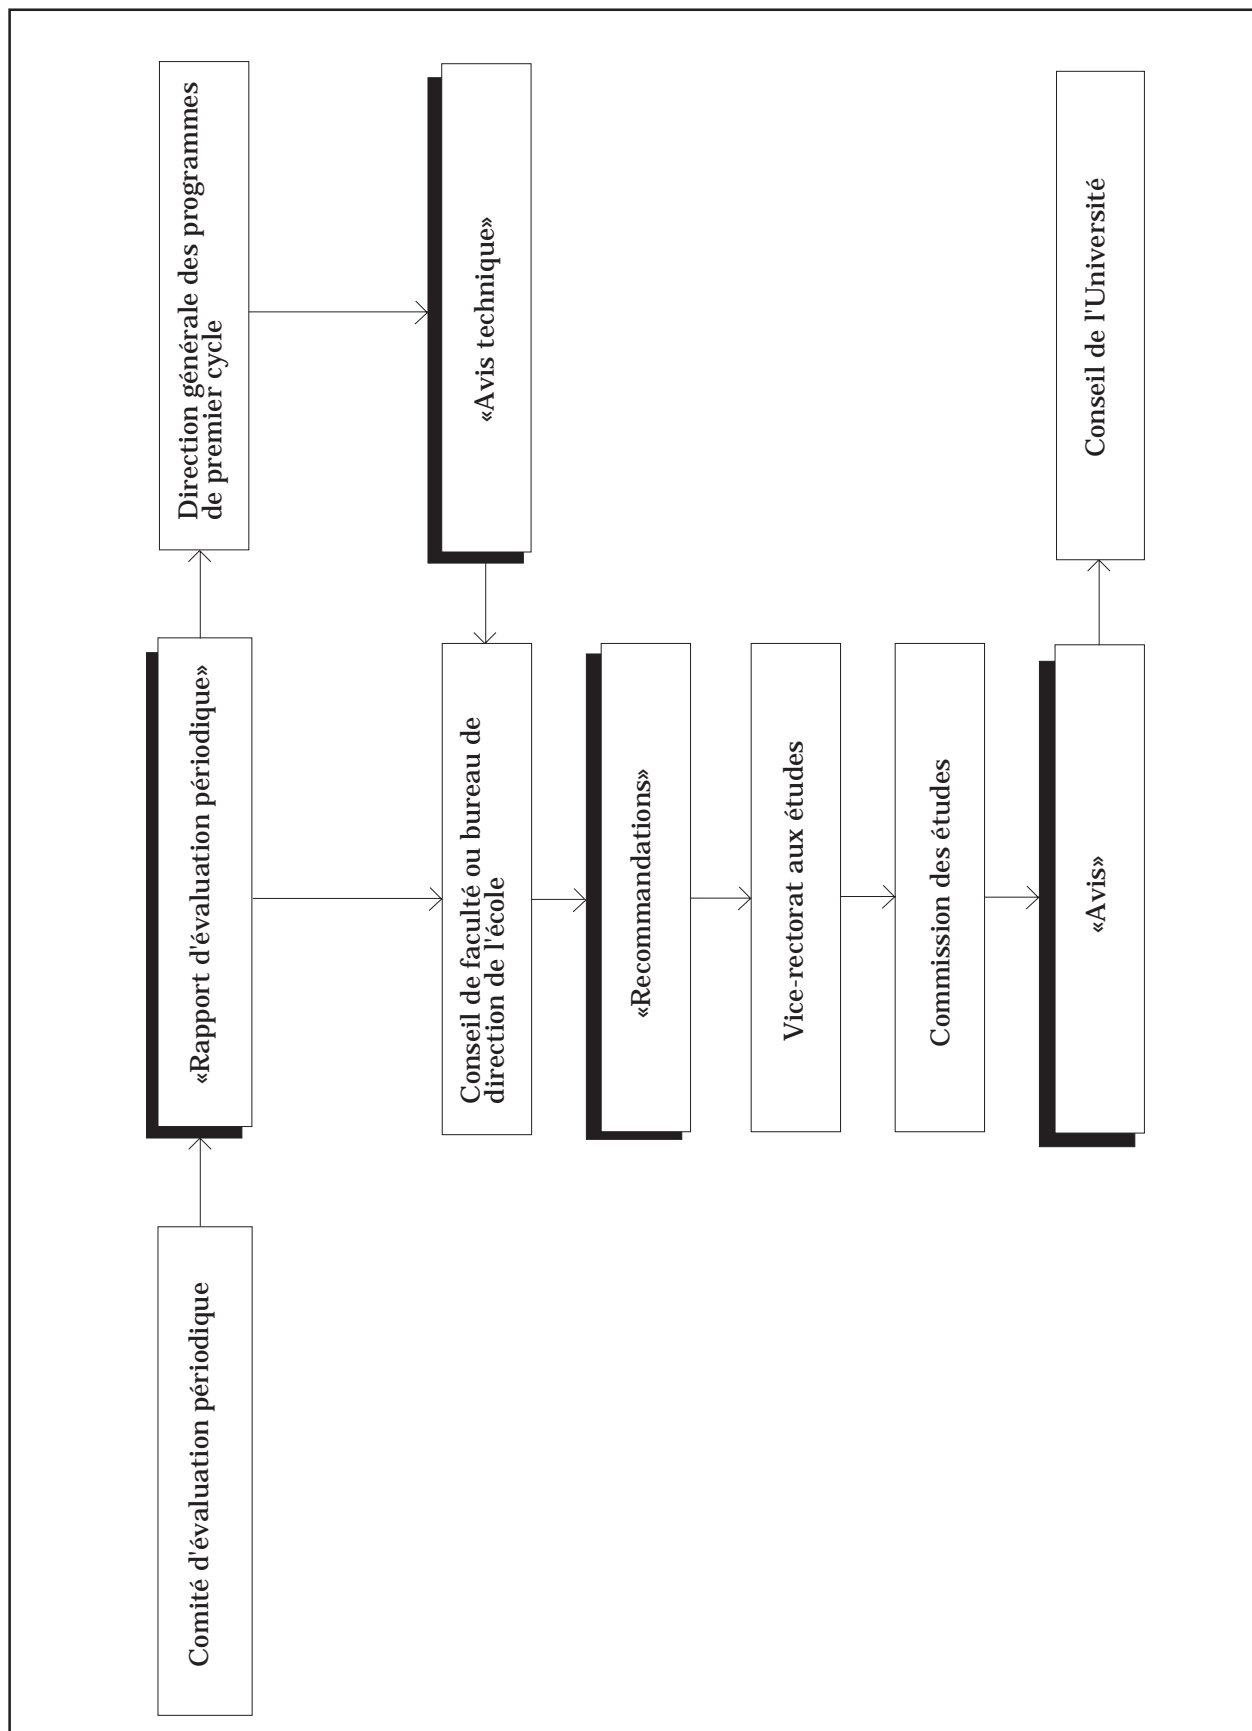 Comité d'évaluation périodique
«Rapport d'évaluation périodique»
Direction générale des programmes
de premier cycle
Conseil de faculté ou bureau de
direction de l'école
«Avis technique»
«Recommandations»
Vice-rectorat aux études
Commission des études
«Avis»
Conseil de l'Université